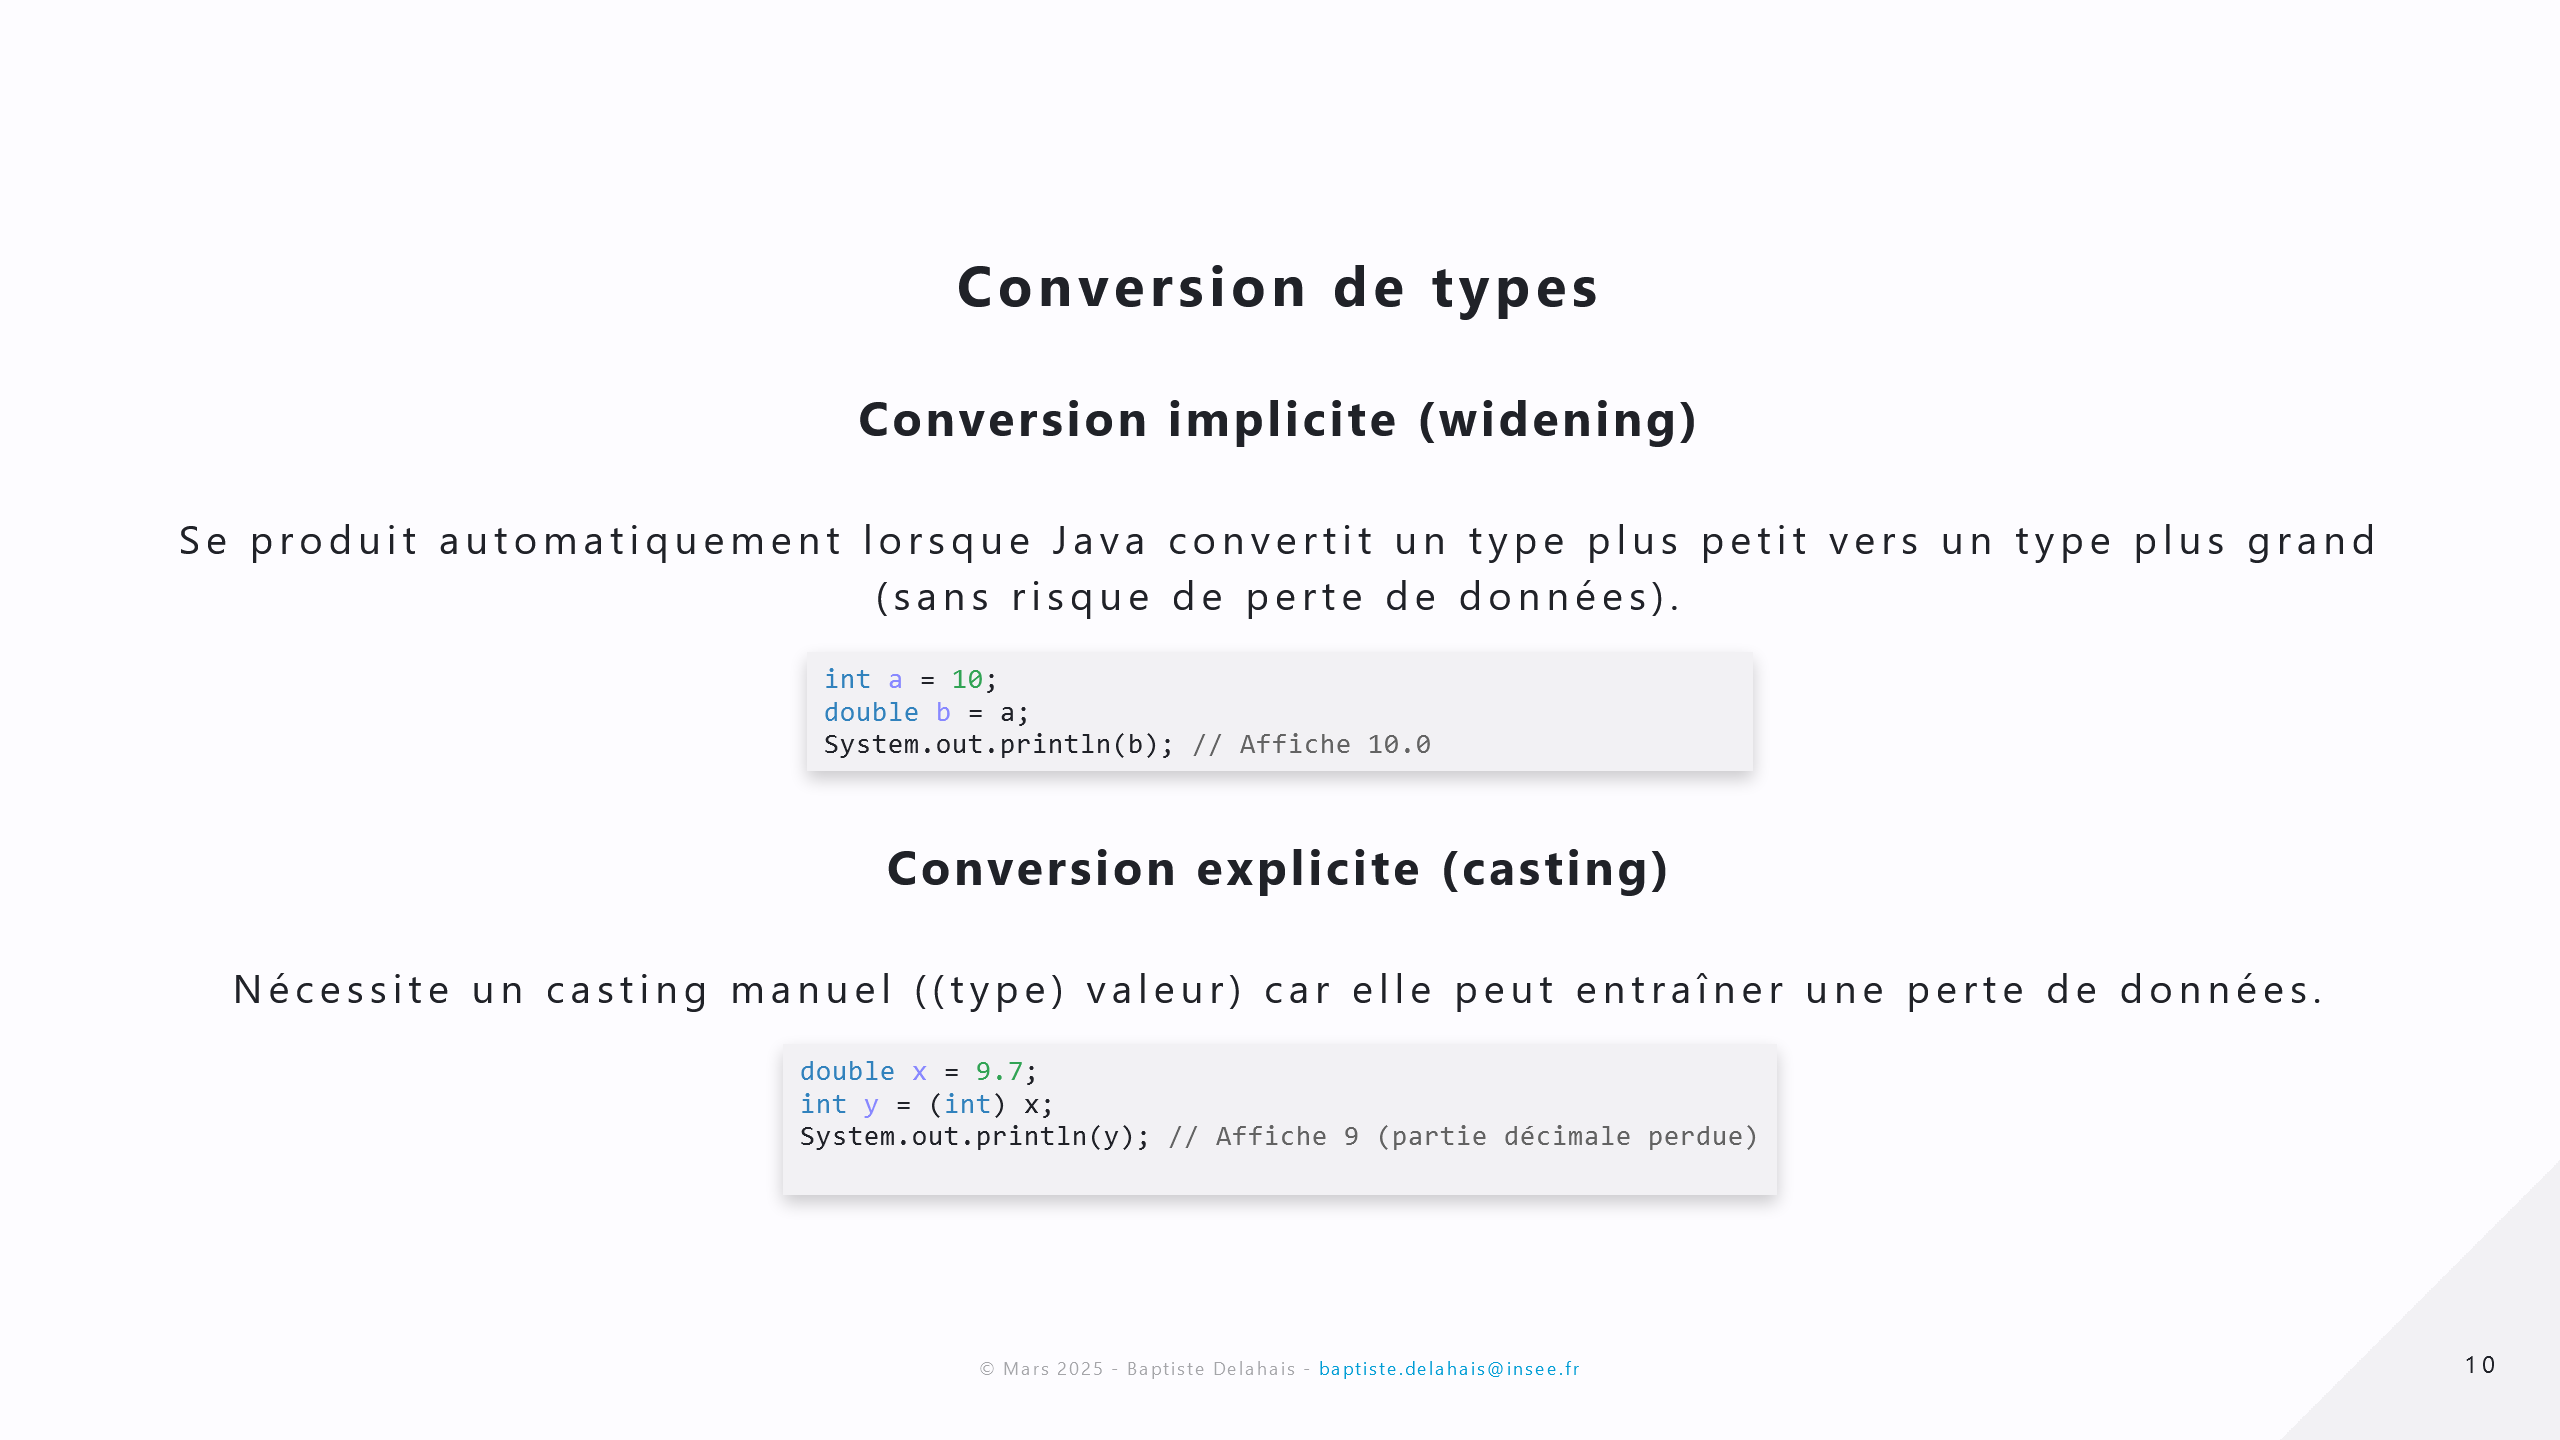 Conversion de types
Conversion implicite (widening)
Se produit automatiquement lorsque Java convertit un type plus petit vers un type plus grand
(sans risque de perte de données).
int a = 10;
double b = a;
System.out.println(b); // Affiche 10.0
Conversion explicite (casting)
Nécessite un casting manuel ((type) valeur) car elle peut entraîner une perte de données.
double x = 9.7;
int y = (int) x;
System.out.println(y); // Affiche 9 (partie décimale perdue)
© Mars 2025 - Baptiste Delahais - baptiste.delahais@insee.fr
10